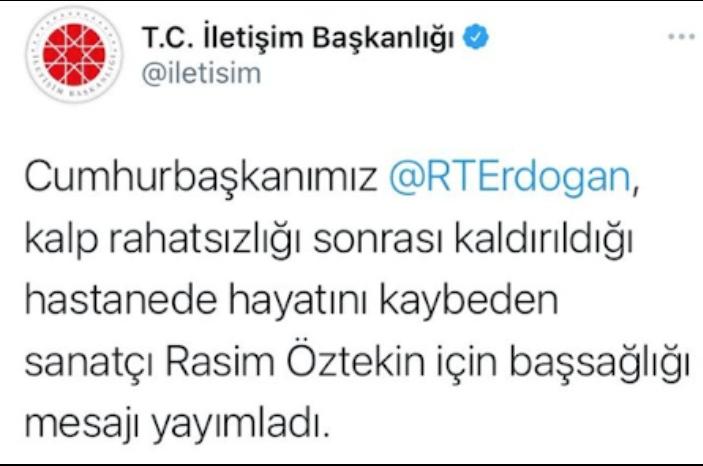 T.C. İletişim Başkanlığı
@iletisim
Cumhurbaşkanımız @RTErdogan,
kalp rahatsızlığı sonrası kaldırıldığı
hastanede hayatını kaybeden
sanatçı Rasim Öztekin için başsağlığı
mesajı yayımladı.